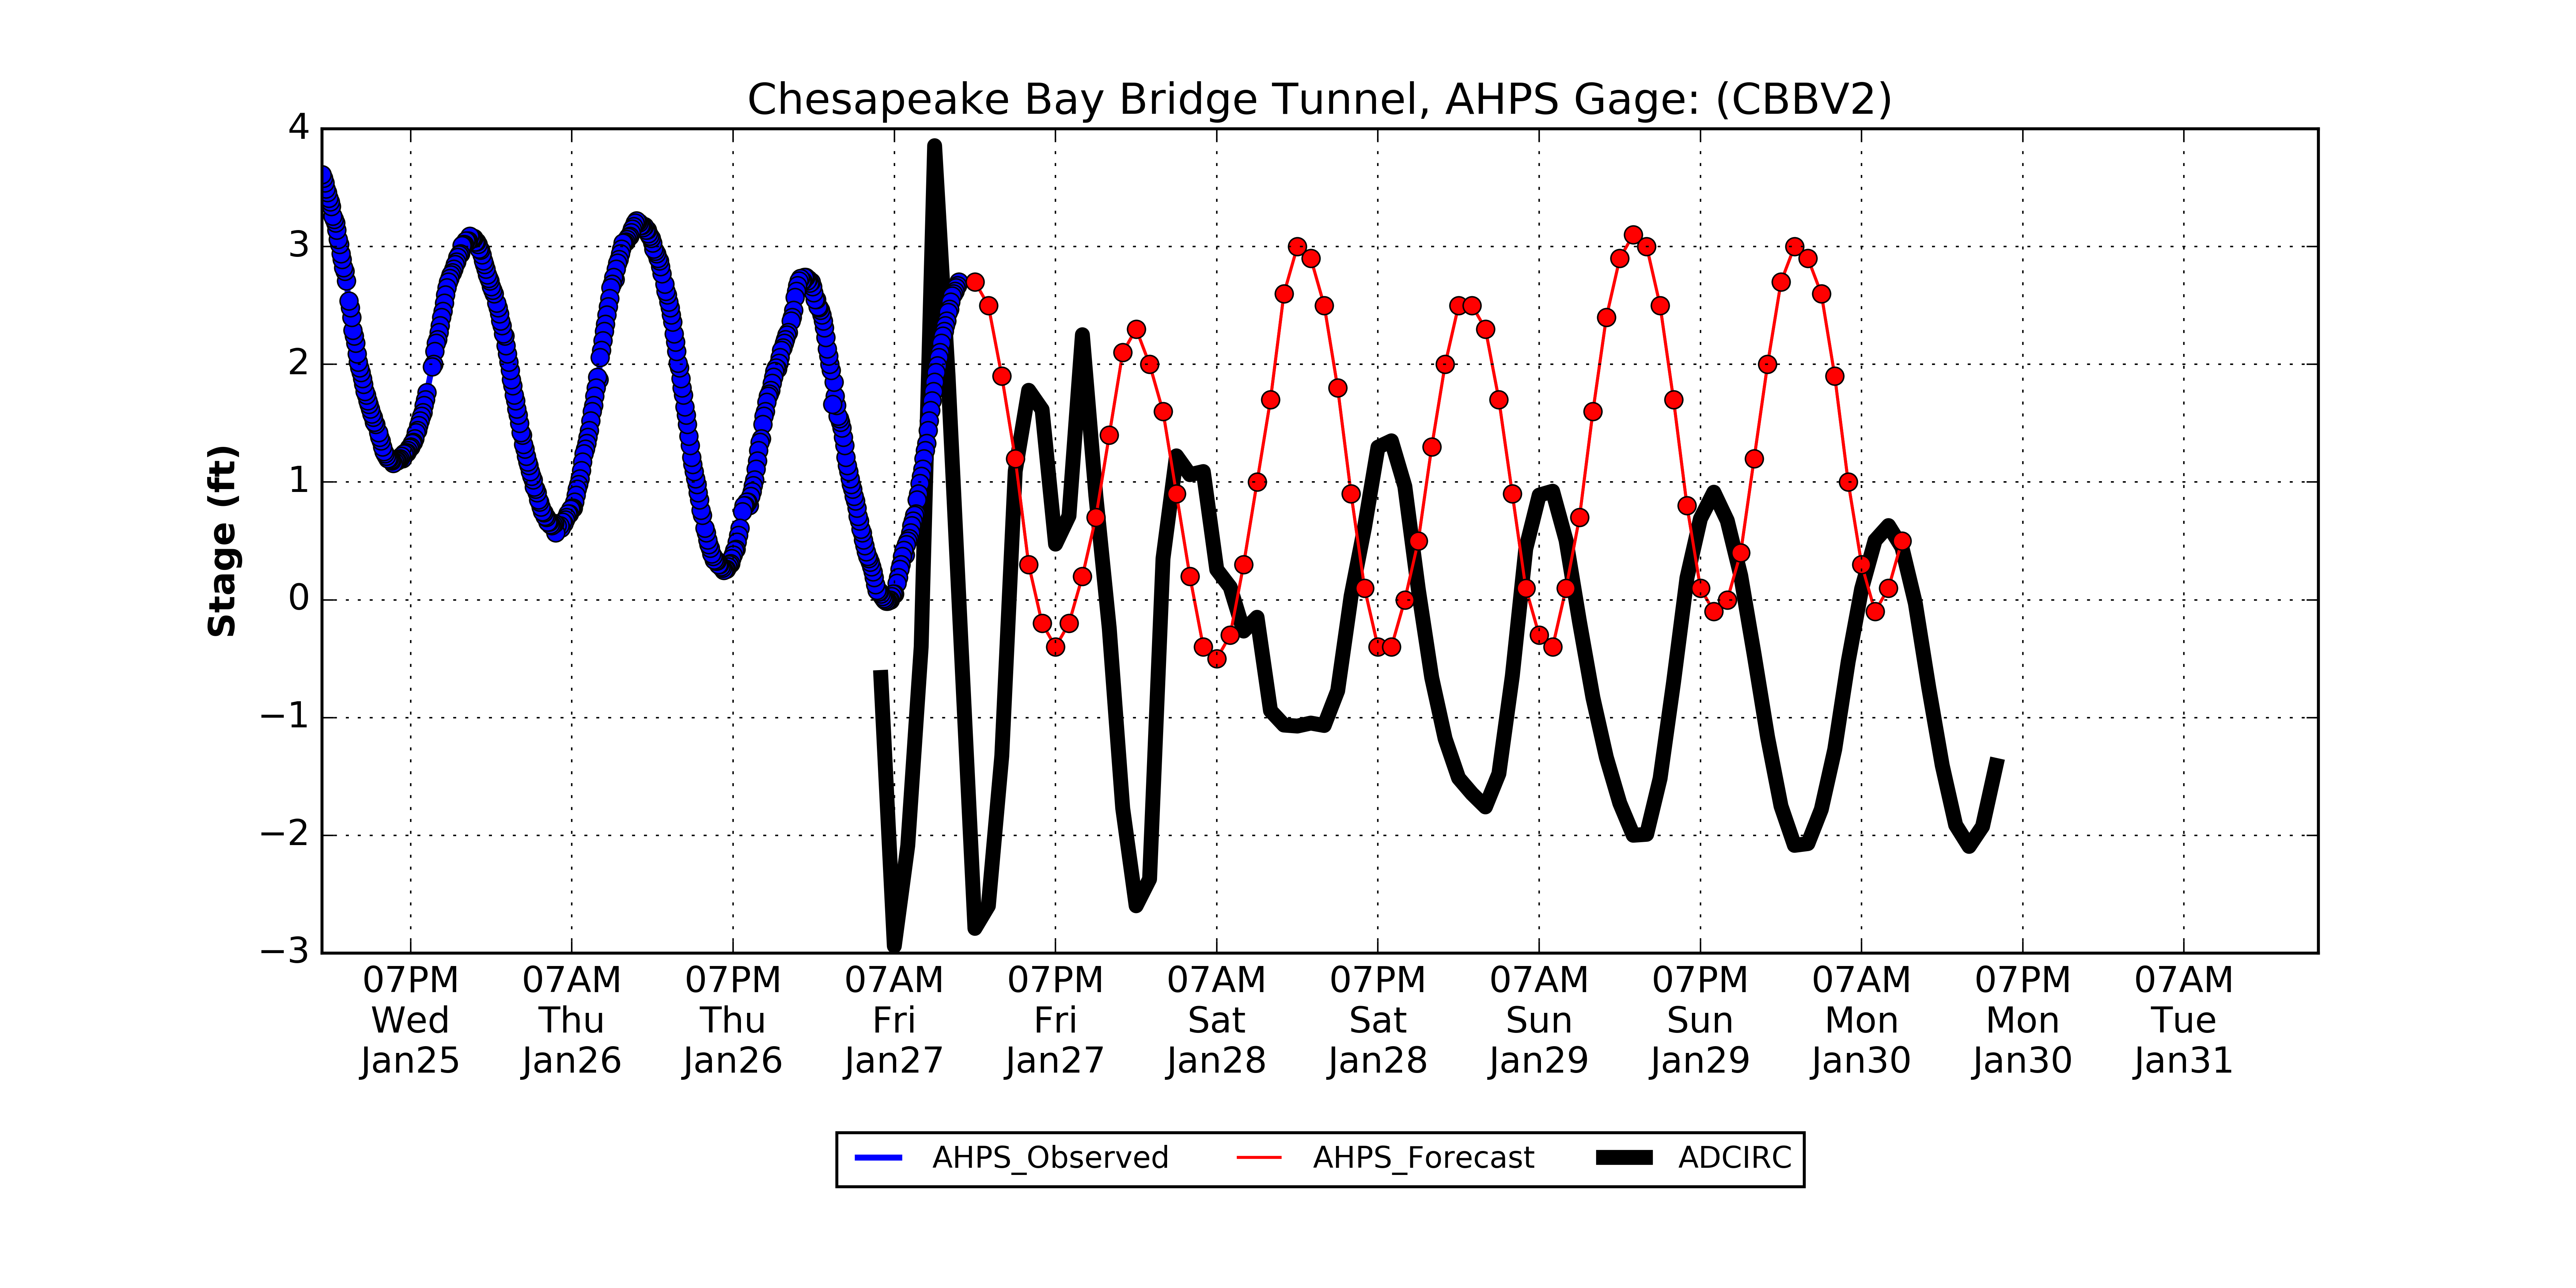 Chesapeake Bay Bridge Tunnel, AHPS Gage: (CBBV2)
4
3
2
1
0
−1
−2
−3
Stage (ft)
07PM 07AM 07PM 07AM 07PM 07AM 07PM 07AM 07PM 07AM 07PM 07AM
Wed Thu Thu Fri Fri Sat Sat Sun Sun Mon Mon Tue
Jan25 Jan26 Jan26 Jan27 Jan27 Jan28 Jan28 Jan29 Jan29 Jan30 Jan30 Jan31
AHPS_Observed AHPS_Forecast ADCIRC